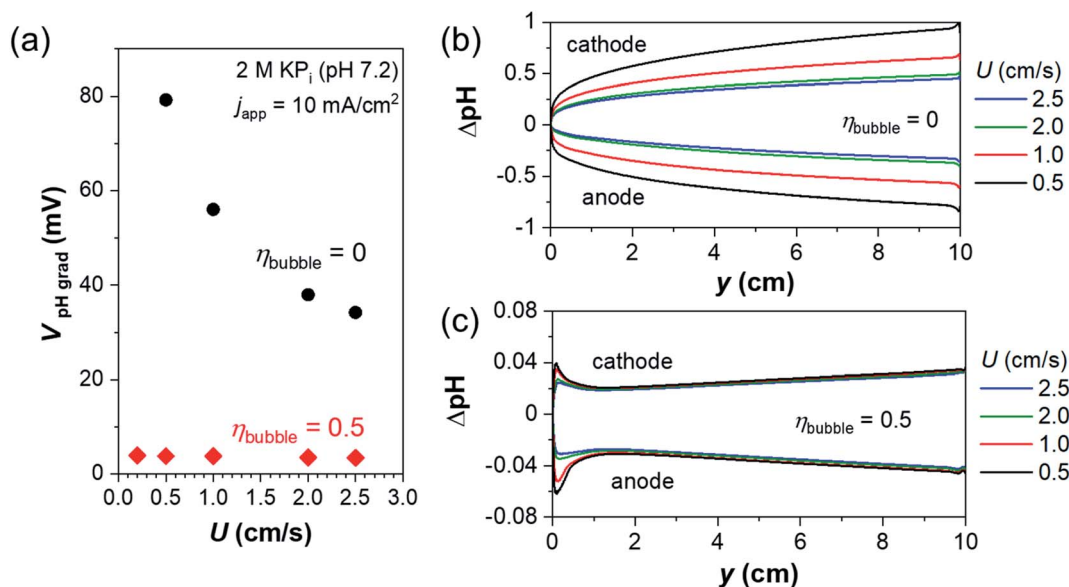 (a)
2 M KPi (pH 7.2)
japp = 10 mA/cm²
VpH grad (mV)
80
60
40
20
0
ηbubble = 0
ηbubble = 0.5
0.0 0.5 1.0 1.5 2.0 2.5 3.0
U (cm/s)
(b)
ΔpH
1
0.5
0
-0.5
-1
cathode
ηbubble = 0
anode
0 2 4 6 8 10
y (cm)
U (cm/s)
2.5
2.0
1.0
0.5
(c)
ΔpH
0.08
0.04
0
-0.04
-0.08
cathode
ηbubble = 0.5
anode
0 2 4 6 8 10
y (cm)
U (cm/s)
2.5
2.0
1.0
0.5